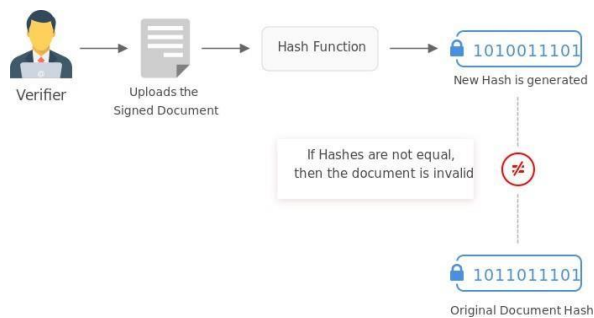 Verifier
Uploads the
Signed Document
Hash Function
1010011101
New Hash is generated
If Hashes are not equal,
then the document is invalid
≠
1011011101
Original Document Hash